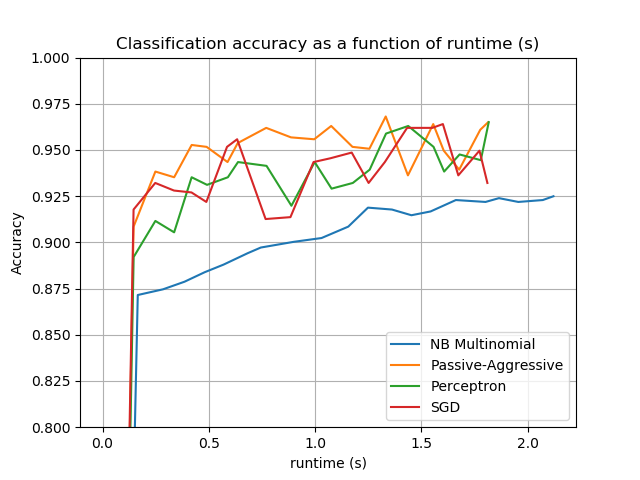 Classification accuracy as a function of runtime (s)
1.000
0.975
0.950
0.925
0.900
0.875
0.850
0.825
0.800
Accuracy
NB Multinomial
Passive-Aggressive
Perceptron
SGD
0.0 0.5 1.0 1.5 2.0
runtime (s)